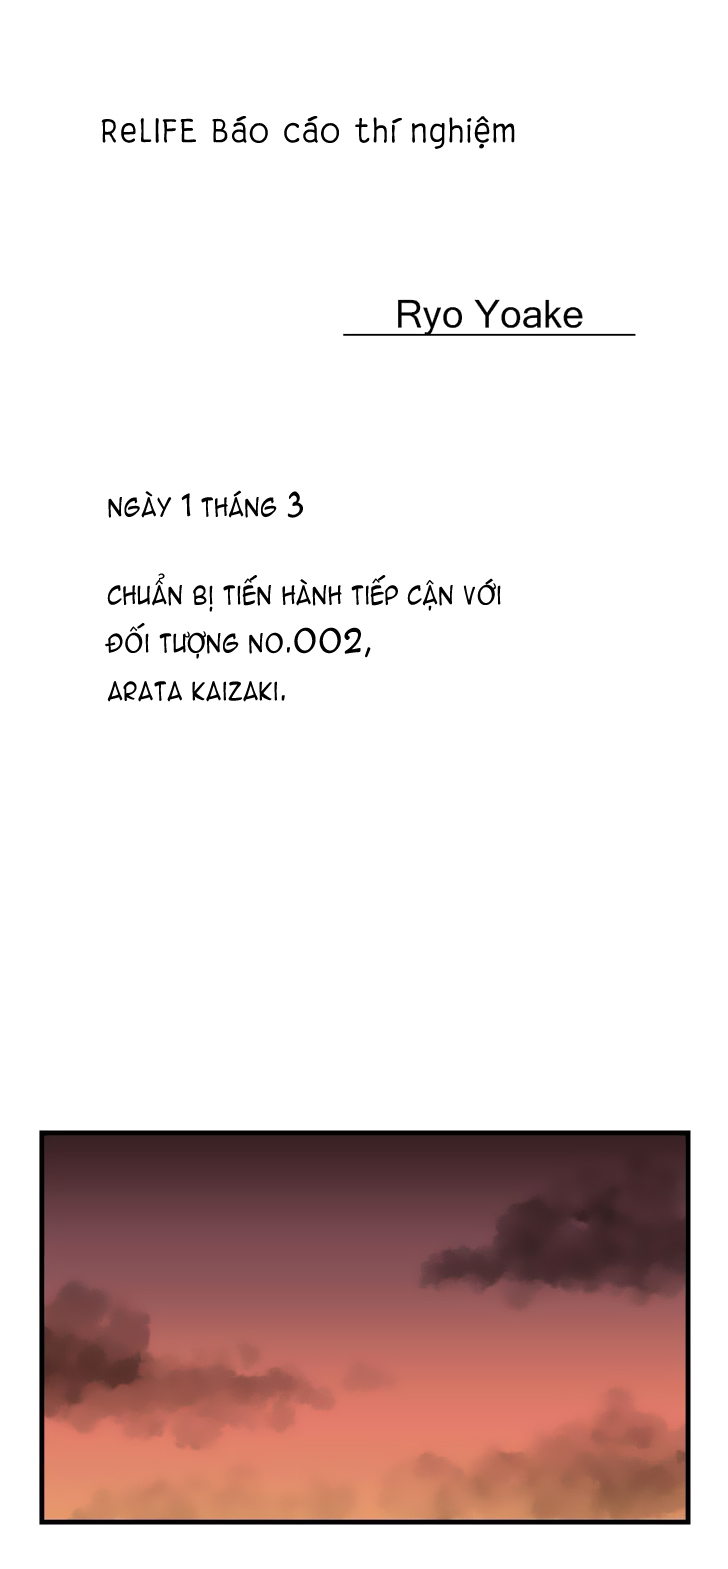 ReLIFE Báo cáo thí nghiệm
Ryo Yoake
NGÀY 1 THÁNG 3
CHUẨN BỊ TIẾN HÀNH TIẾP CẬN VỚI
ĐỐI TƯỢNG NO.002,
ARATA KAIZAKI.